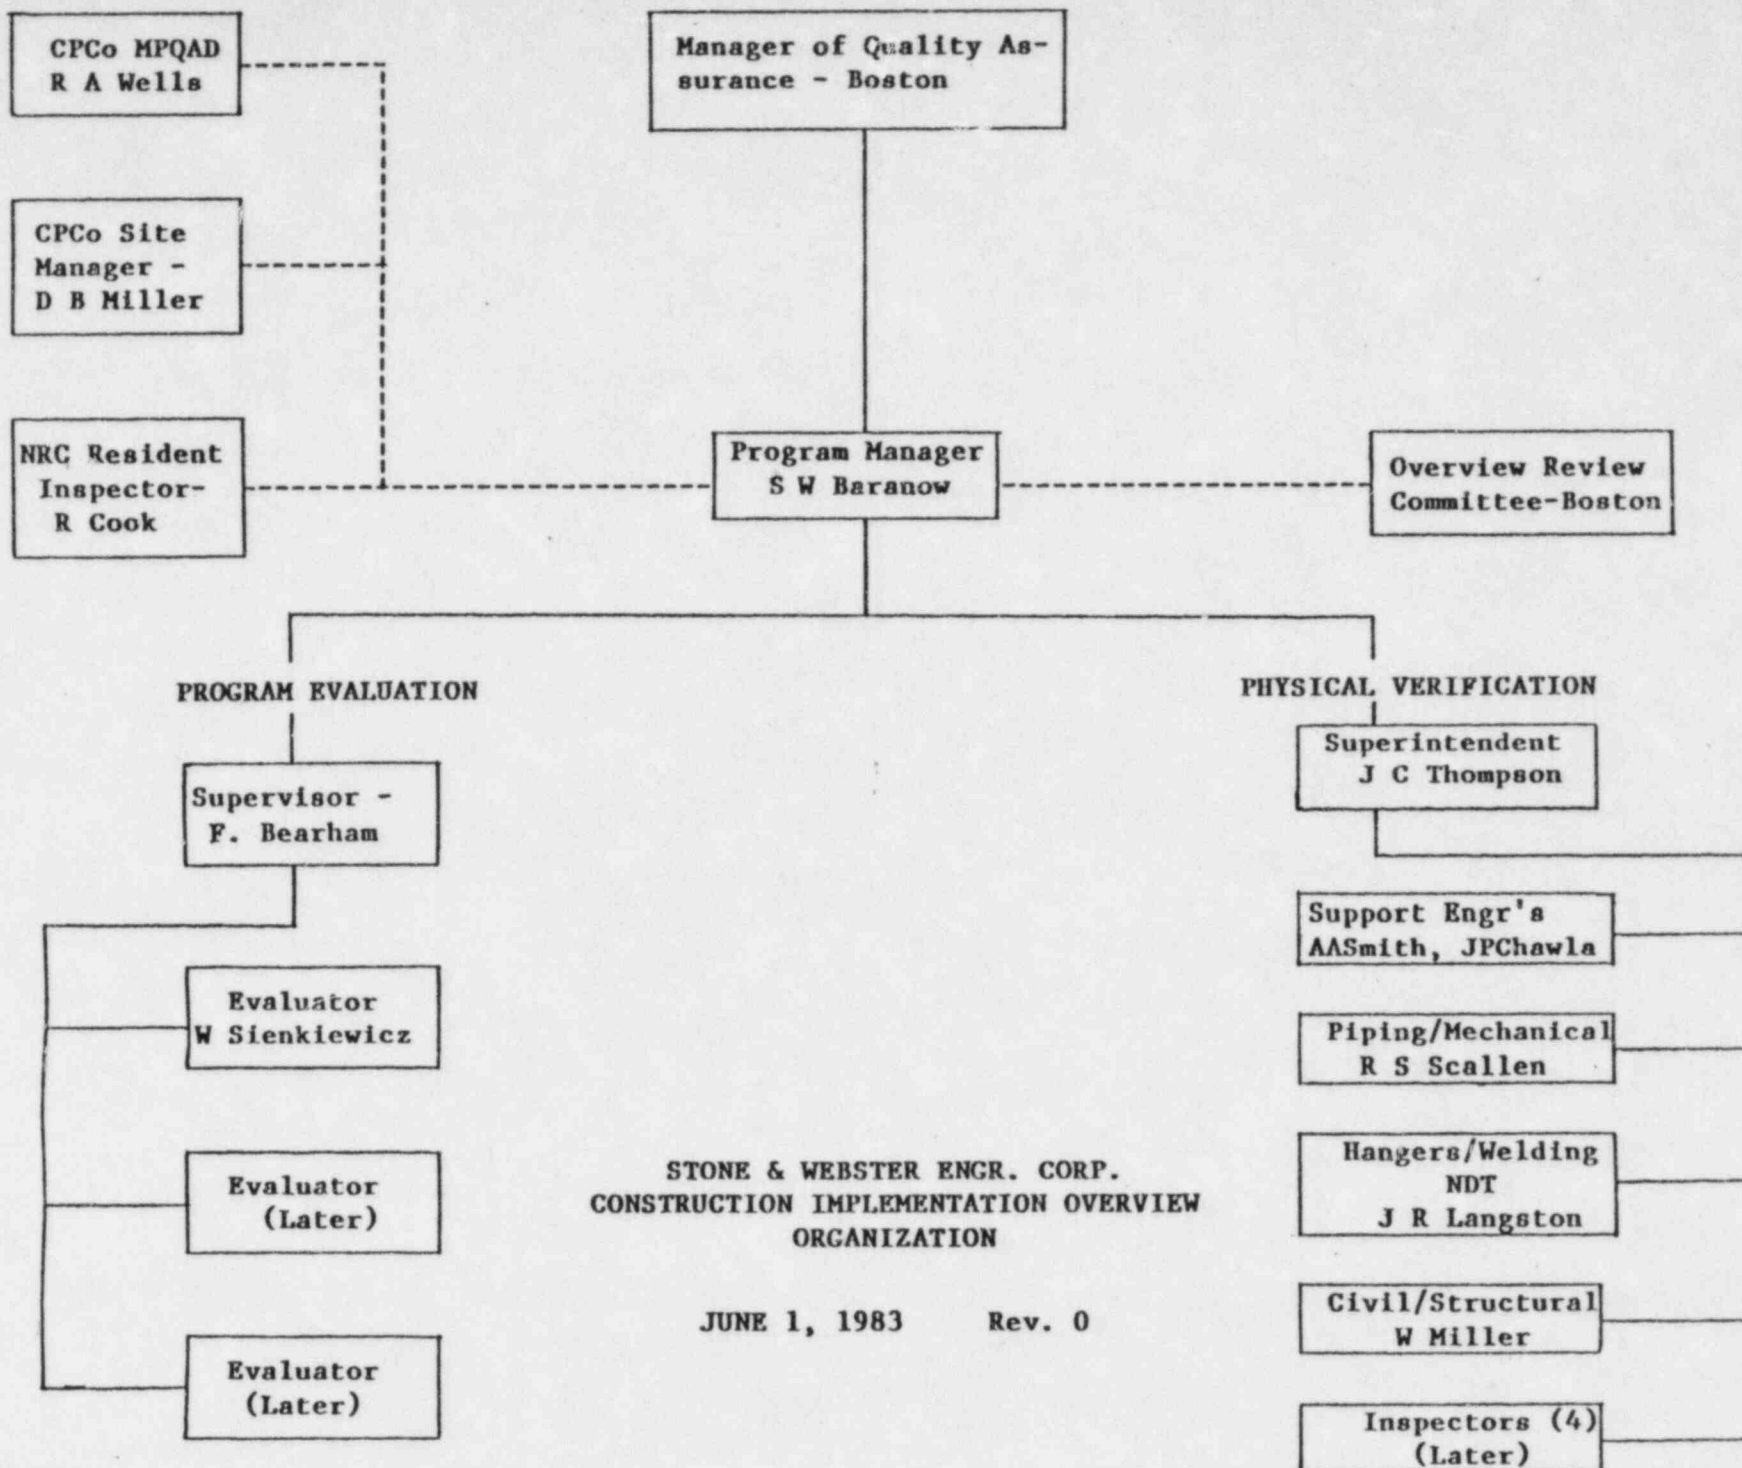 CPCo MPQAD
R A Wells
Manager of Quality As-
surance - Boston
CPCo Site
Manager -
D B Miller
NRC Resident
Inspector-
R Cook
Program Manager
S W Baranow
Overview Review
Committee-Boston
PROGRAM EVALUATION
Supervisor -
F. Bearham
Evaluator
W Sienkiewicz
Evaluator
(Later)
Evaluator
(Later)
STONE & WEBSTER ENGR. CORP.
CONSTRUCTION IMPLEMENTATION OVERVIEW
ORGANIZATION
JUNE 1, 1983 Rev. 0
PHYSICAL VERIFICATION
Superintendent
J C Thompson
Support Engr's
AASmith, JPChawla
Piping/Mechanical
R S Scallen
Hangers/Welding
NDT
J R Langston
Civil/Structural
W Miller
Inspectors (4)
(Later)